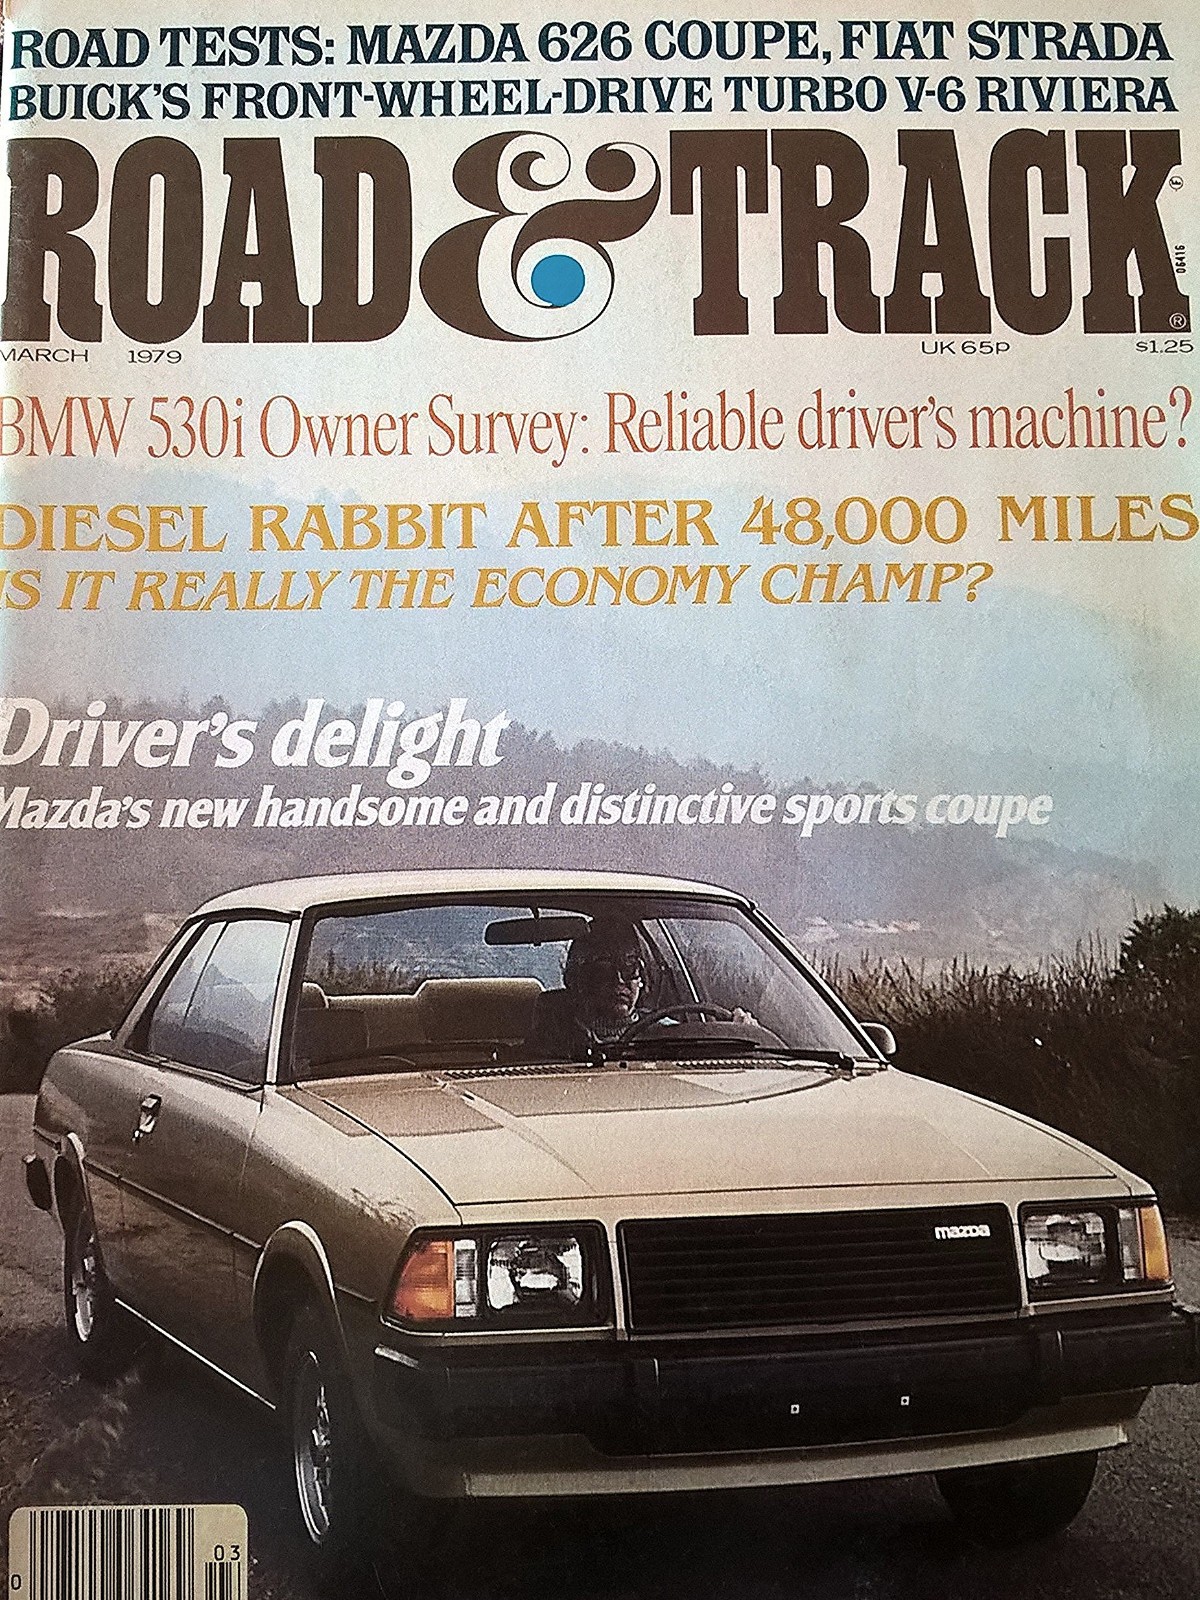 ROAD TESTS: MAZDA 626 COUPE, FIAT STRADA
BUICK'S FRONT-WHEEL-DRIVE TURBO V-6 RIVIERA
ROAD & TRACK
06416
®
MARCH 1979 UK 65p $1.25
BMW 530i Owner Survey: Reliable driver's machine?
DIESEL RABBIT AFTER 48,000 MILES
IS IT REALLY THE ECONOMY CHAMP?
Driver's delight
Mazda's new handsome and distinctive sports coupe
mazda
03
0